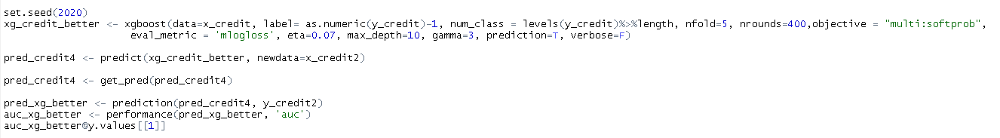 set.seed(2020)
xg_credit_better <- xgboost(data=x_credit, label= as.numeric(y_credit)-1, num_class = levels(y_credit)%>%length, nfold=5, nrounds=400,objective = "multi:softprob",
eval_metric = 'mlogloss', eta=0.07, max_depth=10, gamma=3, prediction=T, verbose=F)
pred_credit4 <- predict(xg_credit_better, newdata=x_credit2)
pred_credit4 <- get_pred(pred_credit4)
pred_xg_better <- prediction(pred_credit4, y_credit2)
auc_xg_better <- performance(pred_xg_better, 'auc')
auc_xg_better@y.values[[1]]